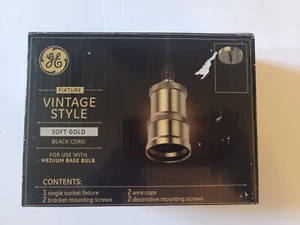 GE
FIXTURE
VINTAGE
STYLE
SOFT GOLD
BLACK CORD
FOR USE WITH
MEDIUM BASE BULB
CONTENTS:
1 single socket fixture
2 bracket mounting screws
2 wire caps
2 decorative mounting screws